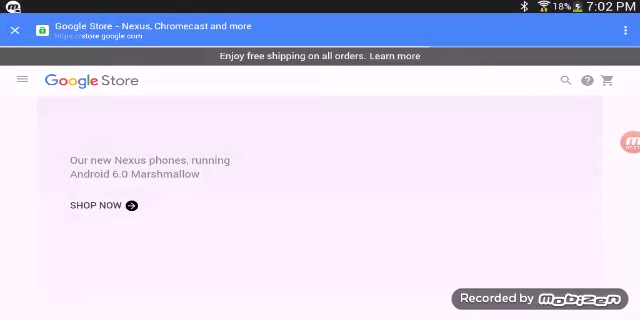 18% 7:02 PM
Google Store - Nexus, Chromecast and more
https://store.google.com
Enjoy free shipping on all orders. Learn more
Google Store
Our new Nexus phones, running
Android 6.0 Marshmallow
SHOP NOW
Recorded by mobizen